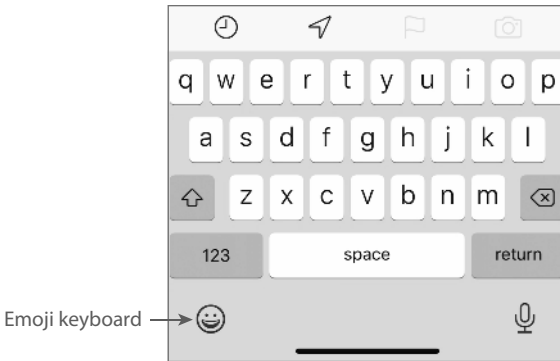 q w e r t y u i o p
a s d f g h j k l
z x c v b n m
123 space return
Emoji keyboard